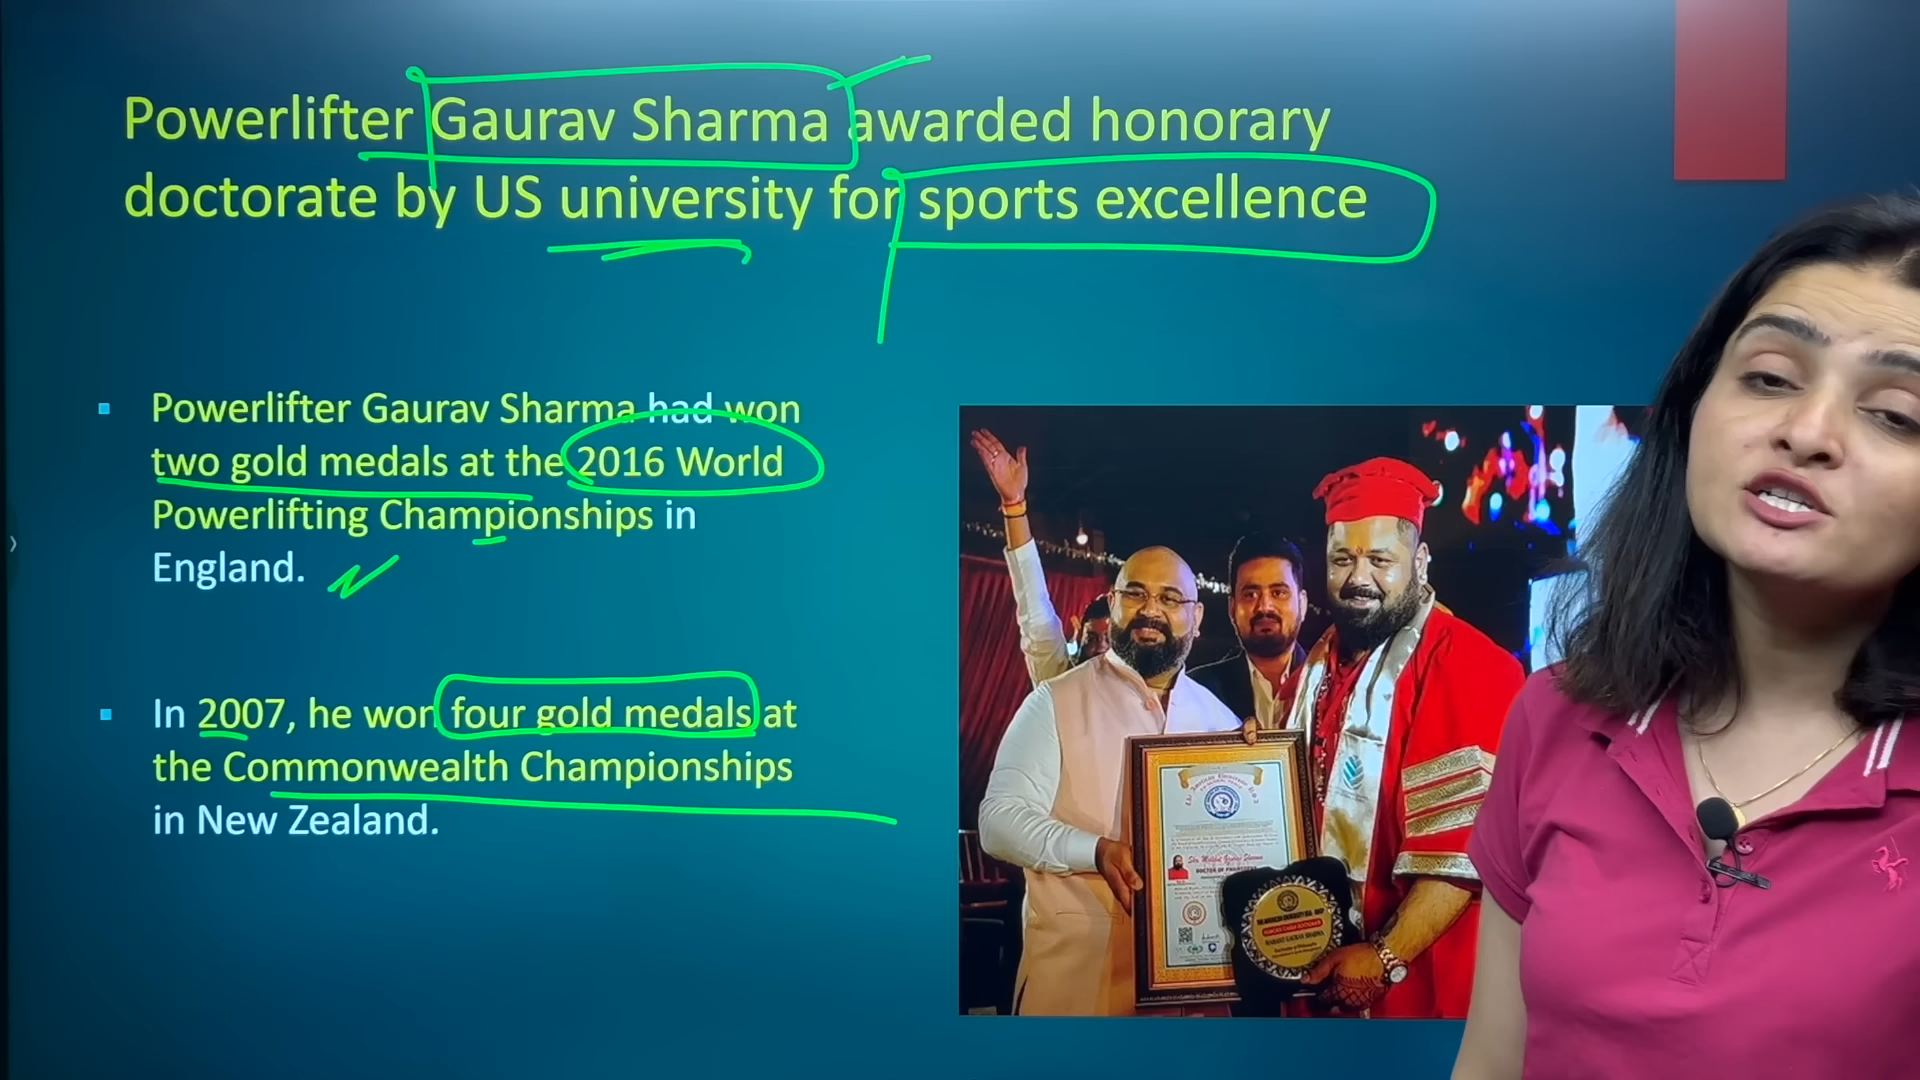 Powerlifter Gaurav Sharma awarded honorary
doctorate by US university for sports excellence
Powerlifter Gaurav Sharma had won
two gold medals at the 2016 World
Powerlifting Championships in
England.
In 2007, he won four gold medals at
the Commonwealth Championships
in New Zealand.